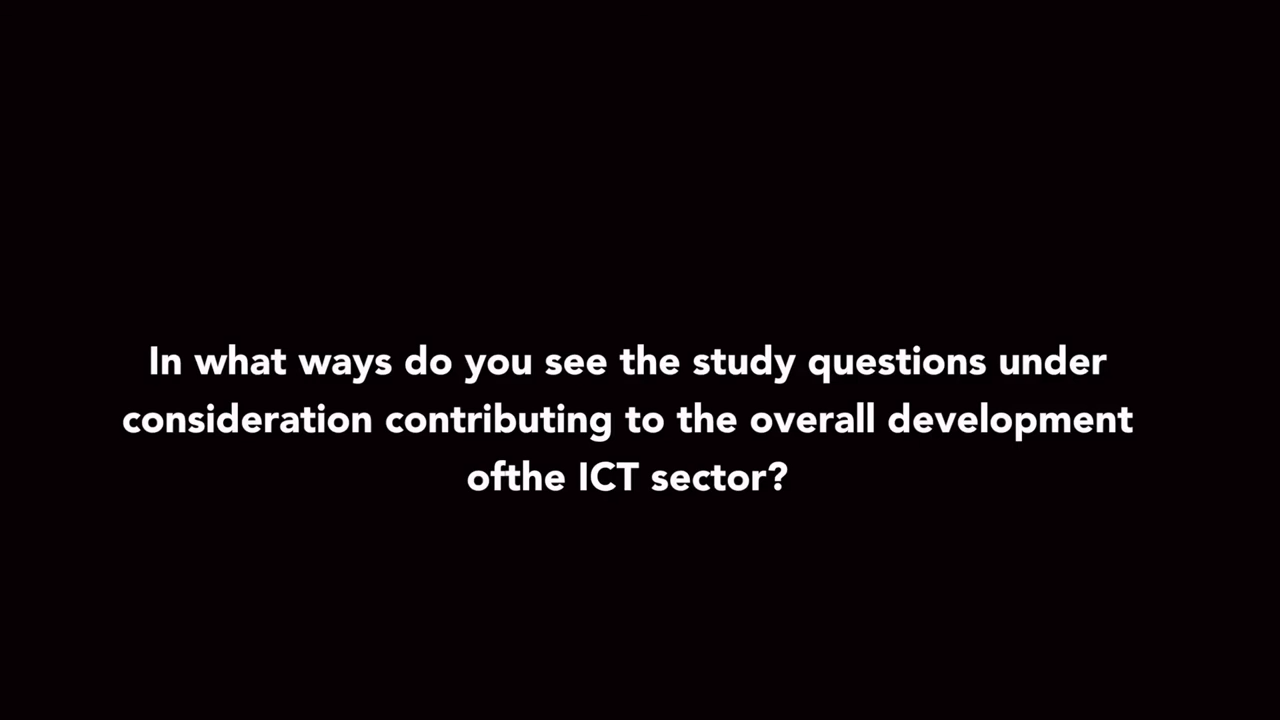 In what ways do you see the study questions under
consideration contributing to the overall development
ofthe ICT sector?